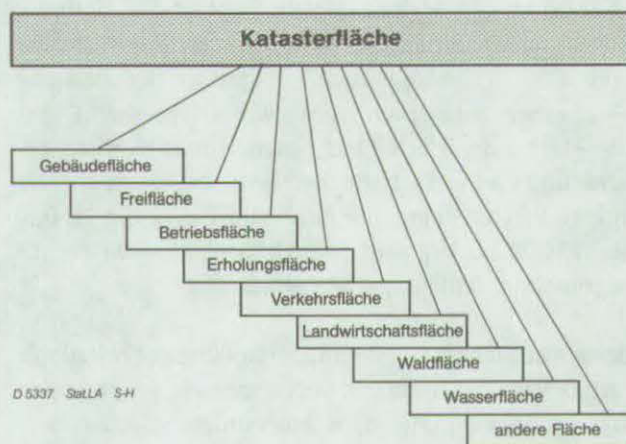 Katasterfläche
Gebäudefläche
Freifläche
Betriebsfläche
Erholungsfläche
Verkehrsfläche
Landwirtschaftsfläche
Waldfläche
Wasserfläche
andere Fläche
D 5337 Stat.LA S-H